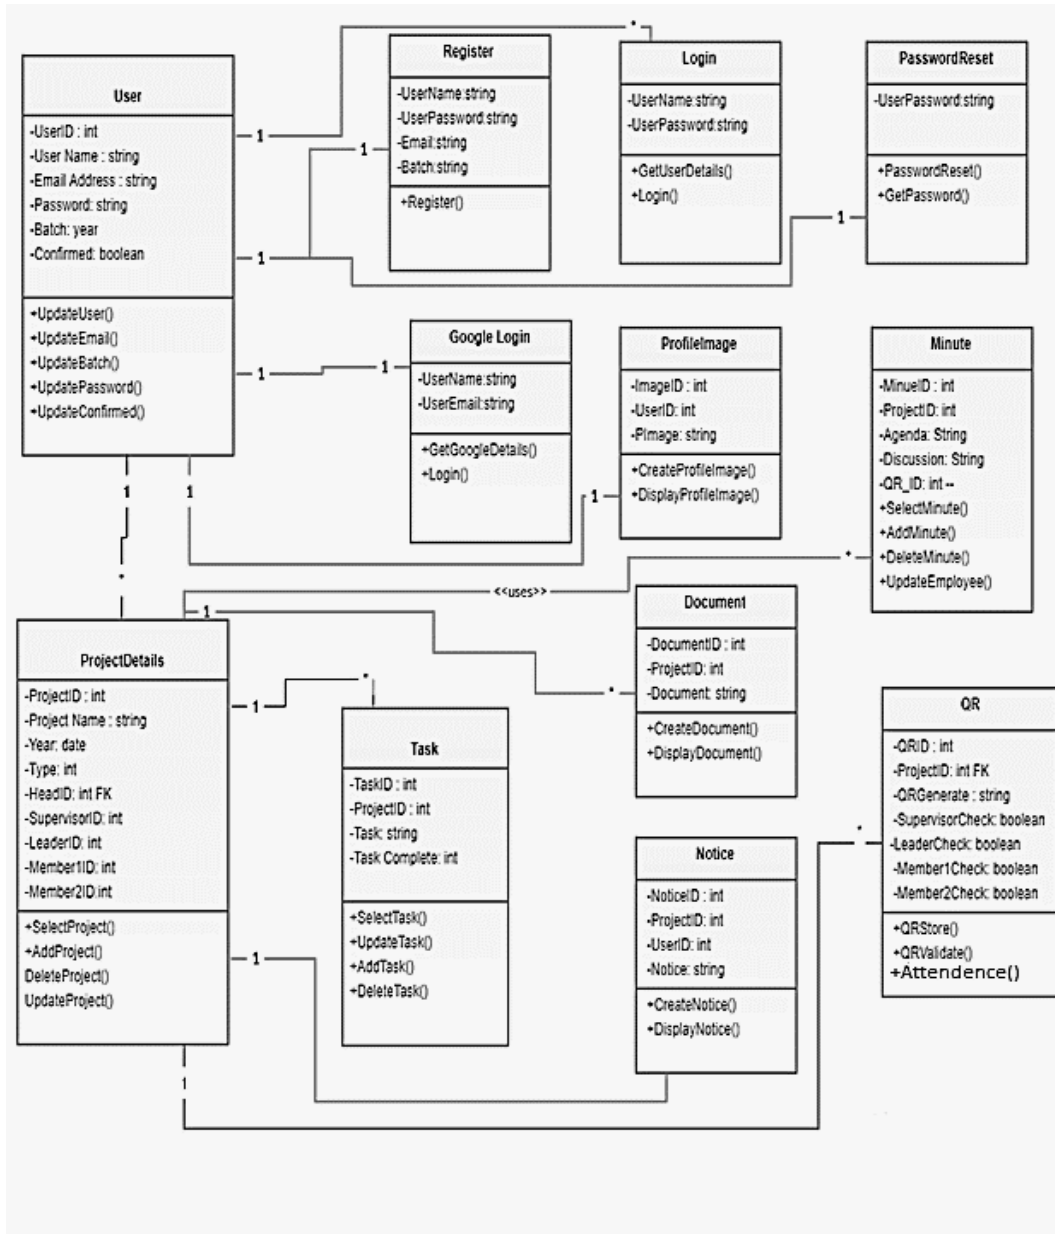 User
-UserID : int
-User Name : string
-Email Address : string
-Password: string
-Batch: year
-Confirmed: boolean
+UpdateUser()
+UpdateEmail()
+UpdateBatch()
+UpdatePassword()
+UpdateConfirmed()
1
1
1
1
1
*
Register
-UserName:string
-UserPassword:string
-Email:string
-Batch:string
+Register()
1
*
Login
-UserName:string
-UserPassword:string
+GetUserDetails()
+Login()
PasswordReset
-UserPassword:string
+PasswordReset()
+GetPassword()
1
Google Login
-UserName:string
-UserEmail:string
+GetGoogleDetails()
+Login()
1
ProfileImage
-ImageID : int
-UserID: int
-PImage: string
+CreateProfileImage()
+DisplayProfileImage()
1
Minute
-MinueID : int
-ProjectID: int
-Agenda: String
-Discussion: String
-QR_ID: int --
+SelectMinute()
+AddMinute()
+DeleteMinute()
+UpdateEmployee()
*
<<uses>>
1
ProjectDetails
-ProjectID : int
-Project Name : string
-Year: date
-Type: int
-HeadID: int FK
-SupervisorID: int
-LeaderID: int
-Member1ID: int
-Member2ID:int
+SelectProject()
+AddProject()
DeleteProject()
UpdateProject()
1
1
1
*
Task
-TaskID : int
-ProjectID : int
-Task: string
-Task Complete: int
+SelectTask()
+UpdateTask()
+AddTask()
+DeleteTask()
Document
-DocumentID : int
-ProjectID: int
-Document: string
+CreateDocument()
+DisplayDocument()
*
Notice
-NoticeID : int
-ProjectID: int
-UserID: int
-Notice: string
+CreateNotice()
+DisplayNotice()
QR
-QRID : int
-ProjectID: int FK
-QRGenerate : string
-SupervisorCheck: boolean
-LeaderCheck: boolean
-Member1Check: boolean
-Member2Check: boolean
+QRStore()
+QRValidate()
+Attendence()
*